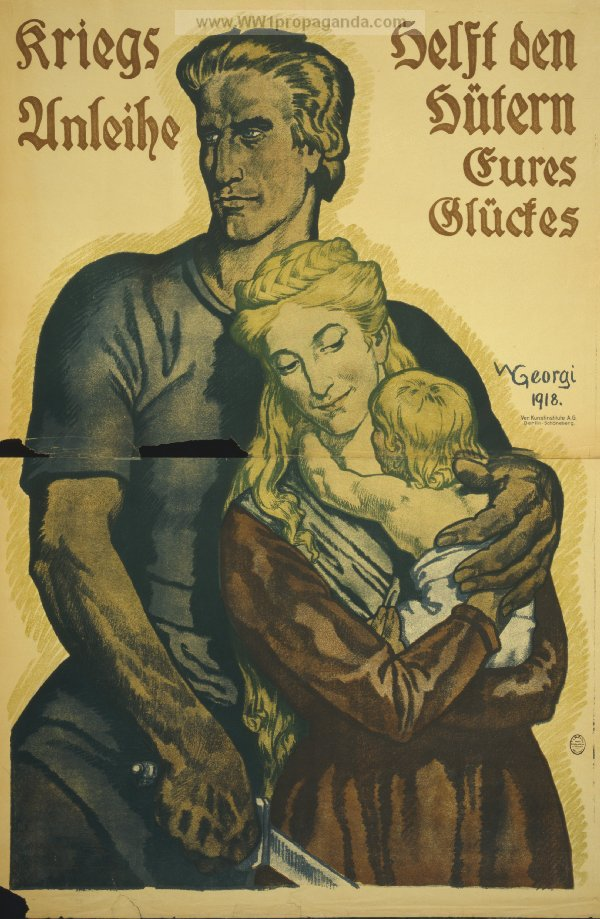 www.WW1propaganda.com
Kriegs
Anleihe
Helft den
Hütern
Eures
Glückes
W Georgi
1918.
Ver. Kunstinstitute A.G.
Berlin-Schöneberg.